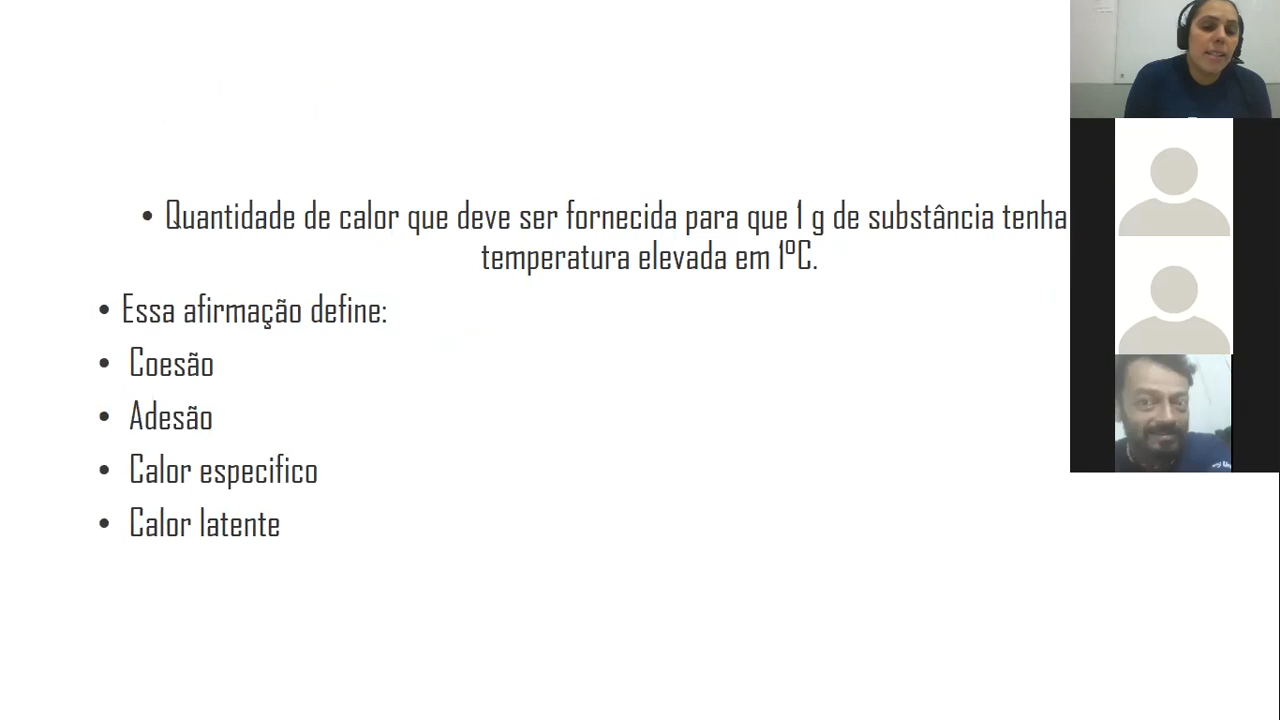 • Quantidade de calor que deve ser fornecida para que 1 g de substância tenha
temperatura elevada em 1ºC.
• Essa afirmação define:
• Coesão
• Adesão
• Calor especifico
• Calor latente